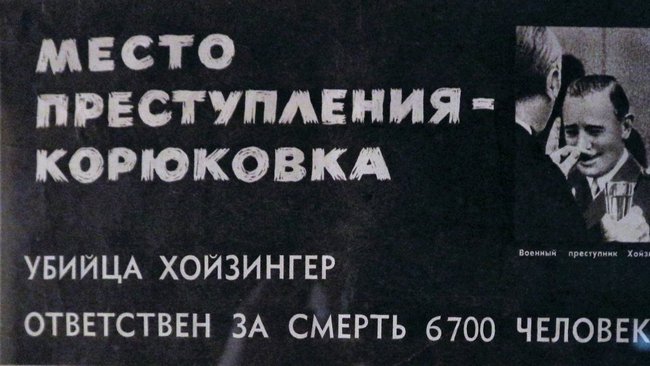 МЕСТО
ПРЕСТУПЛЕНИЯ-
КОРЮКОВКА
Военный преступник
УБИЙЦА ХОЙЗИНГЕР
ОТВЕТСТВЕН ЗА СМЕРТЬ 6700 ЧЕЛОВЕК